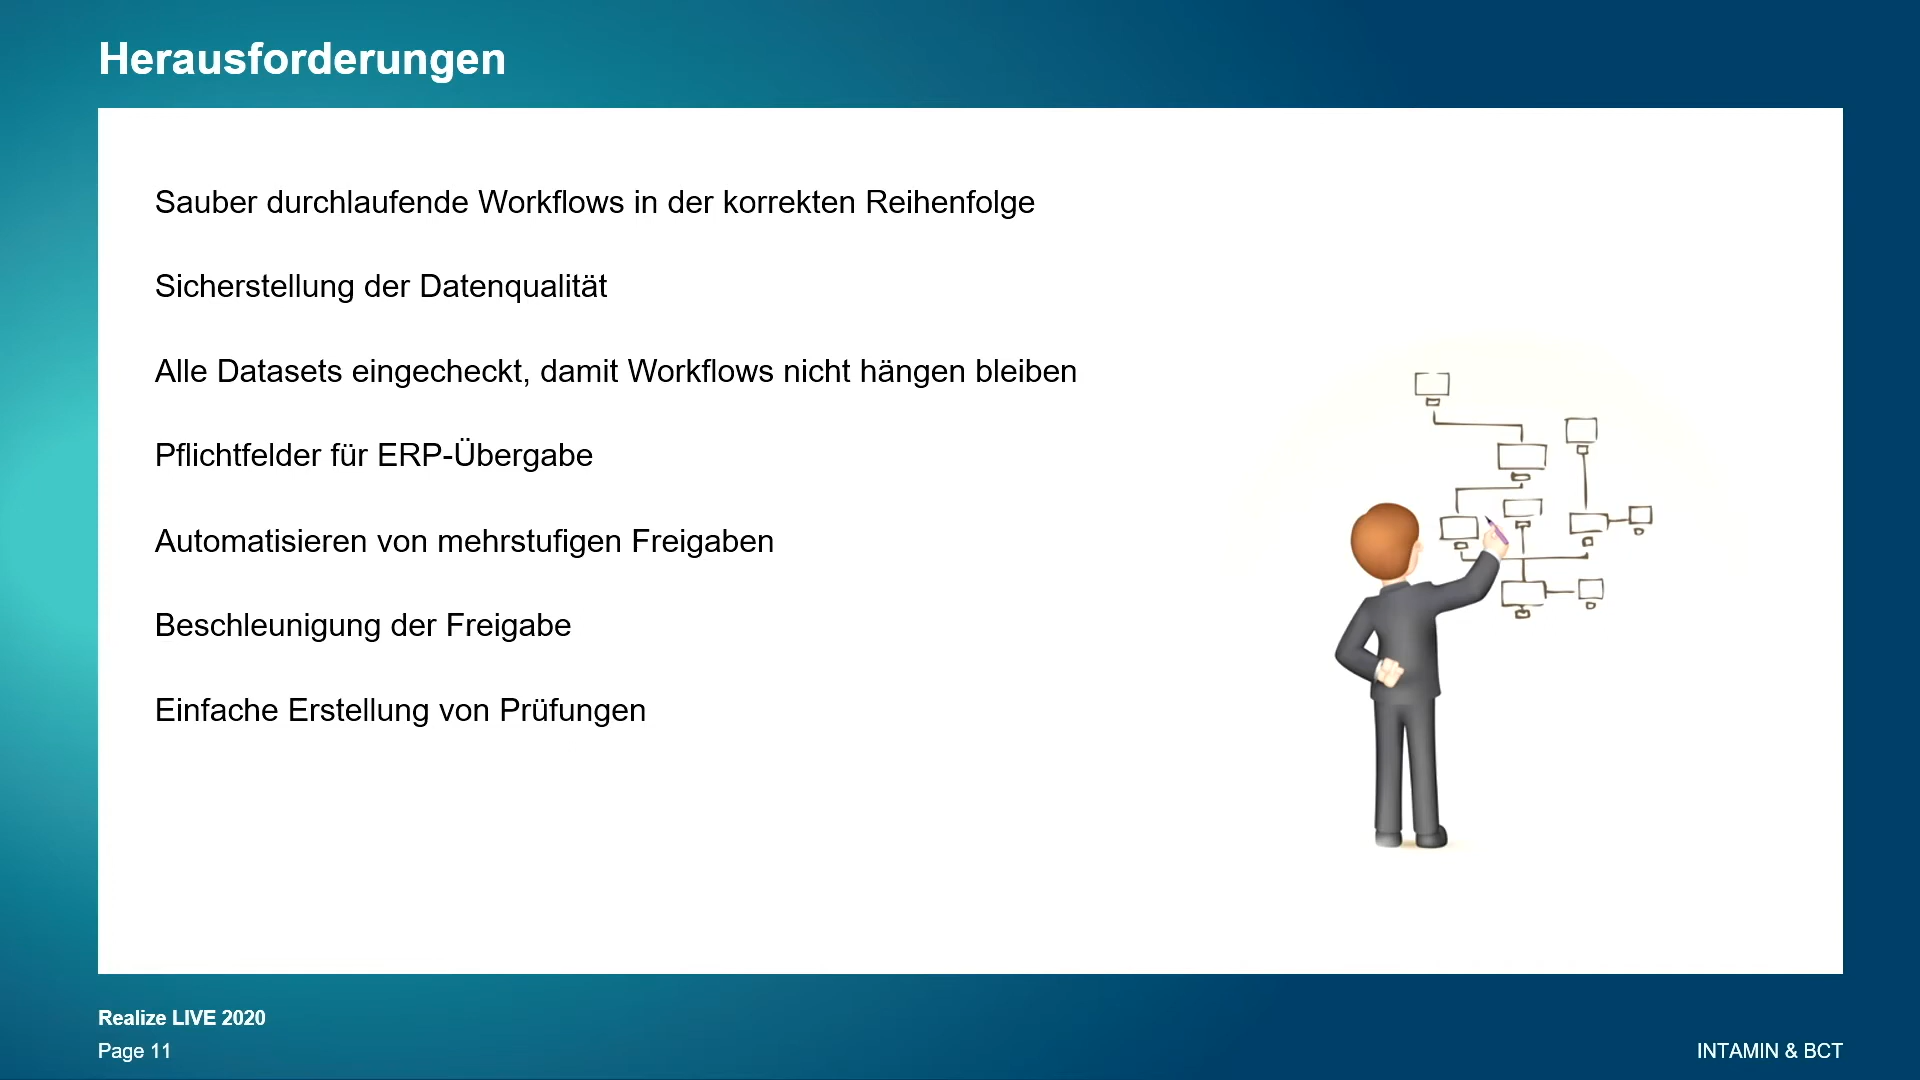 Herausforderungen
Sauber durchlaufende Workflows in der korrekten Reihenfolge
Sicherstellung der Datenqualität
Alle Datasets eingecheckt, damit Workflows nicht hängen bleiben
Pflichtfelder für ERP-Übergabe
Automatisieren von mehrstufigen Freigaben
Beschleunigung der Freigabe
Einfache Erstellung von Prüfungen
Realize LIVE 2020
Page 11
INTAMIN & BCT